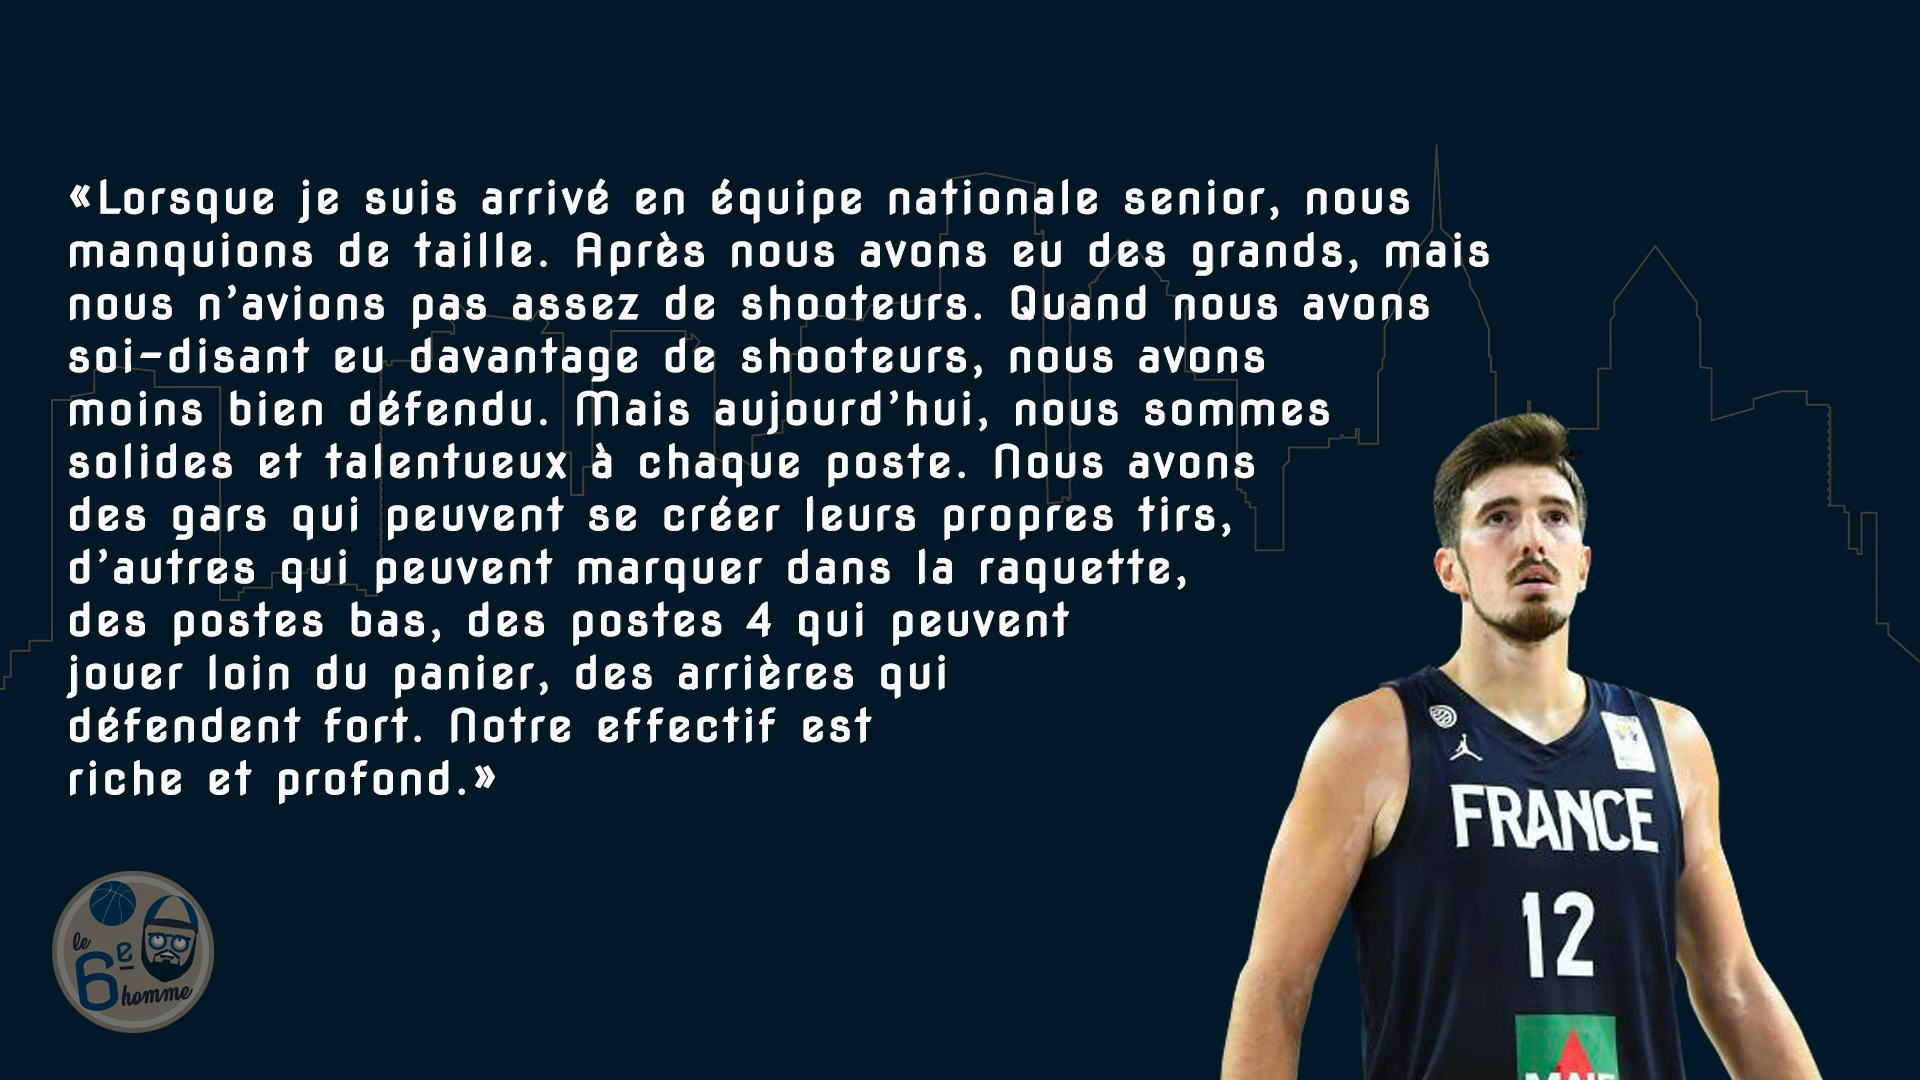 «Lorsque je suis arrivé en équipe nationale senior, nous
manquions de taille. Après nous avons eu des grands, mais
nous n’avions pas assez de shooteurs. Quand nous avons
soi-disant eu davantage de shooteurs, nous avons
moins bien défendu. Mais aujourd’hui, nous sommes
solides et talentueux à chaque poste. Nous avons
des gars qui peuvent se créer leurs propres tirs,
d’autres qui peuvent marquer dans la raquette,
des postes bas, des postes 4 qui peuvent
jouer loin du panier, des arrières qui
défendent fort. Notre effectif est
riche et profond.»
le
6e
homme
FRANCE
12
MAIF